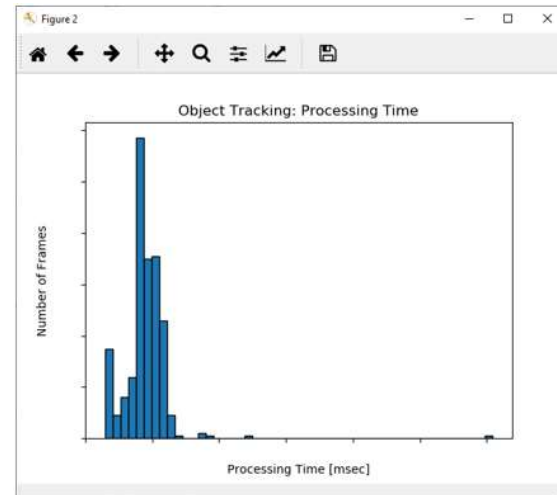 Figure 2
Object Tracking: Processing Time
Number of Frames
Processing Time [msec]